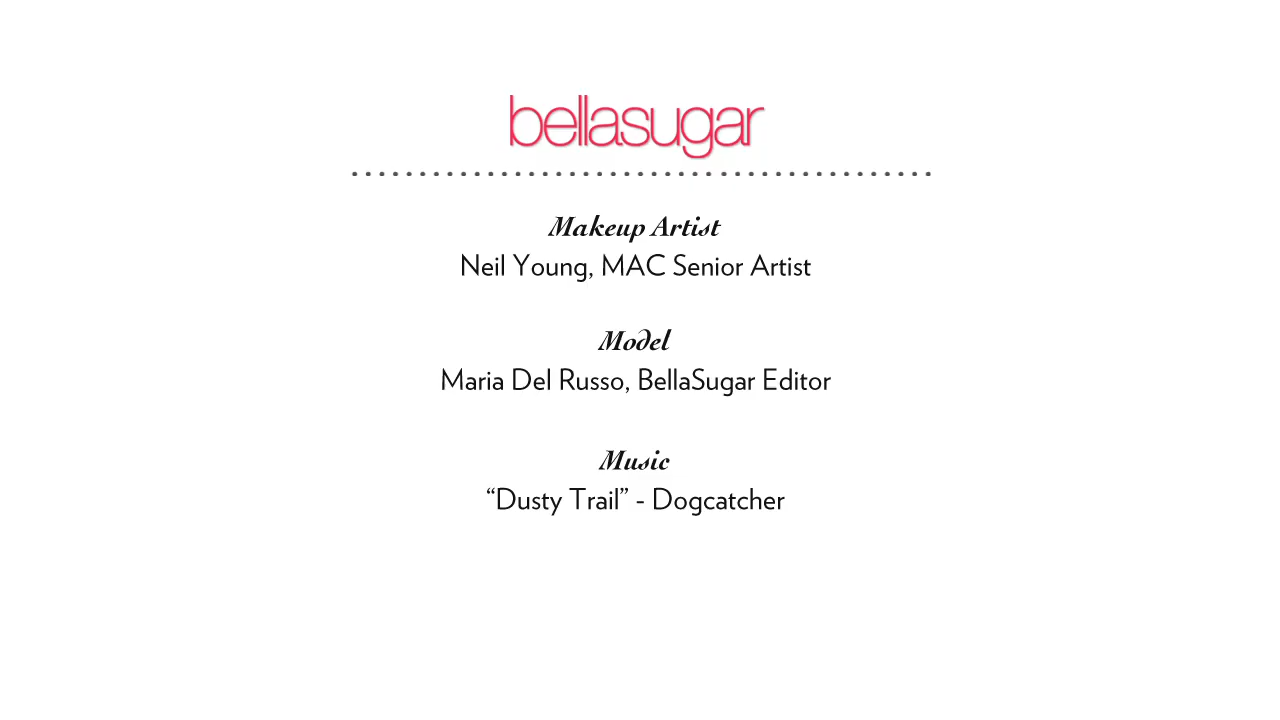 bellasugar
Makeup Artist
Neil Young, MAC Senior Artist
Model
Maria Del Russo, BellaSugar Editor
Music
“Dusty Trail” - Dogcatcher